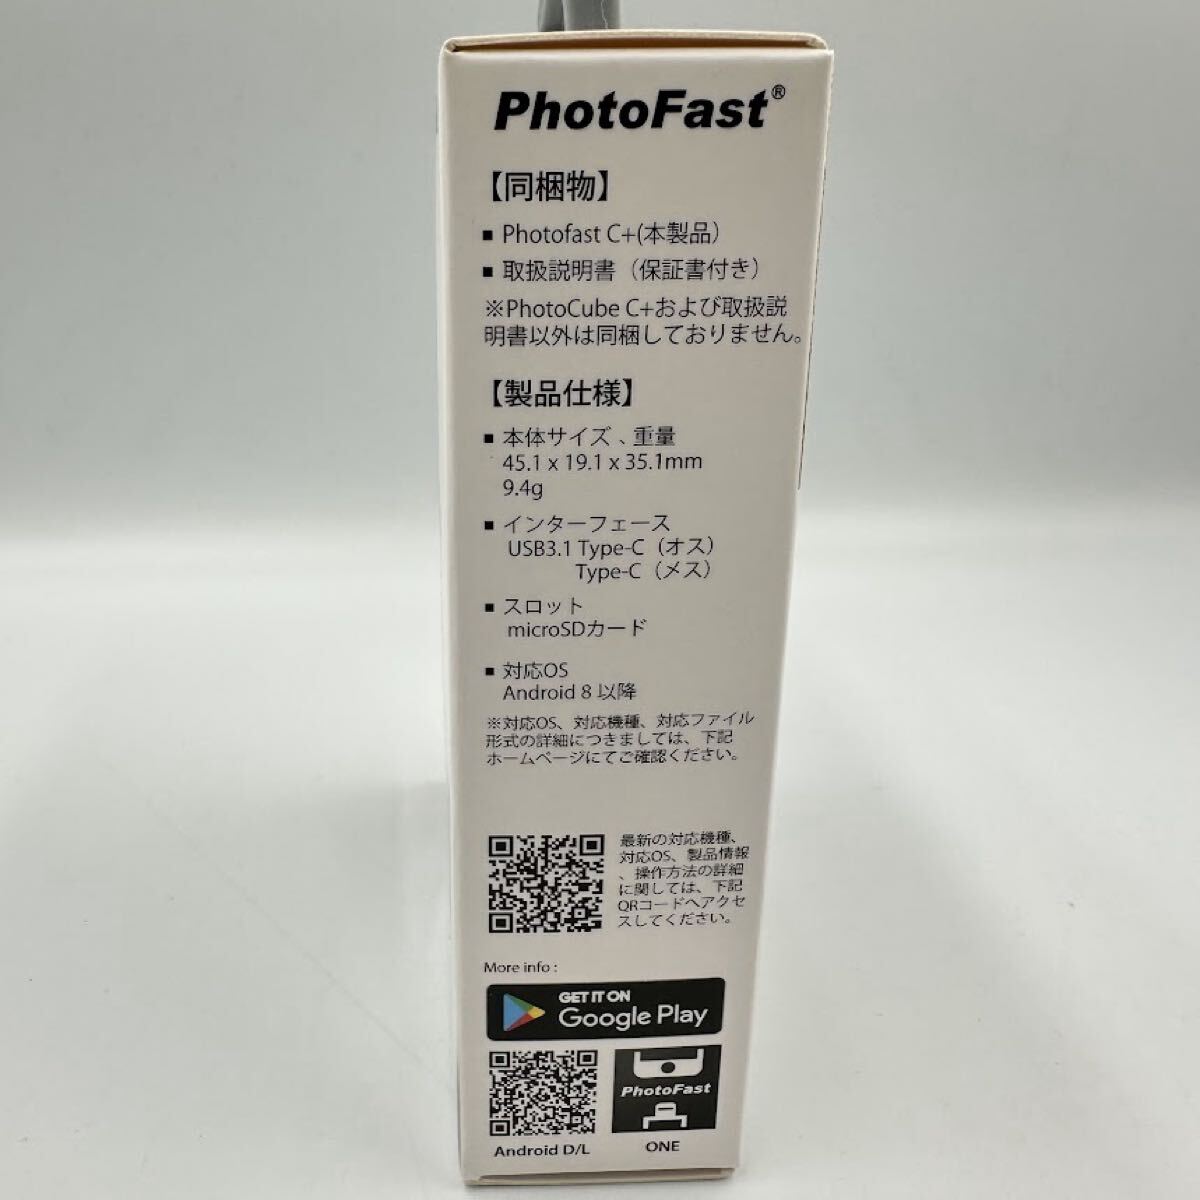 PhotoFast®
【同梱物】
■ Photofast C+(本製品)
■ 取扱説明書（保証書付き）
※PhotoCube C+および取扱説
明書以外は同梱しておりません。
【製品仕様】
■ 本体サイズ、重量
45.1 x 19.1 x 35.1mm
9.4g
■ インターフェース
USB3.1 Type-C（オス）
Type-C（メス）
■ スロット
microSDカード
■ 対応OS
Android 8 以降
※対応OS、対応機種、対応ファイル
形式の詳細につきましては、下記
ホームページにてご確認ください。
最新の対応機種、
対応OS、製品情報
、操作方法の詳細
に関しては、下記
QRコードへアクセ
スしてください。
More info :
GET IT ON
Google Play
PhotoFast
Android D/L
ONE